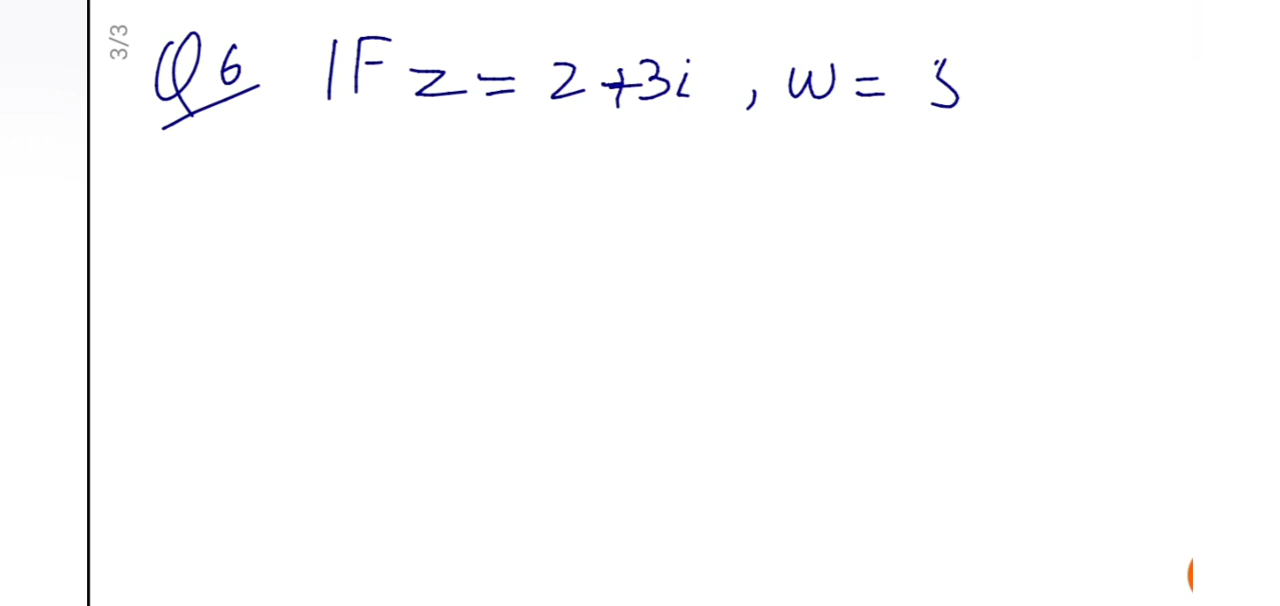 3/3
Q6 IF z = 2+3i , w = 3